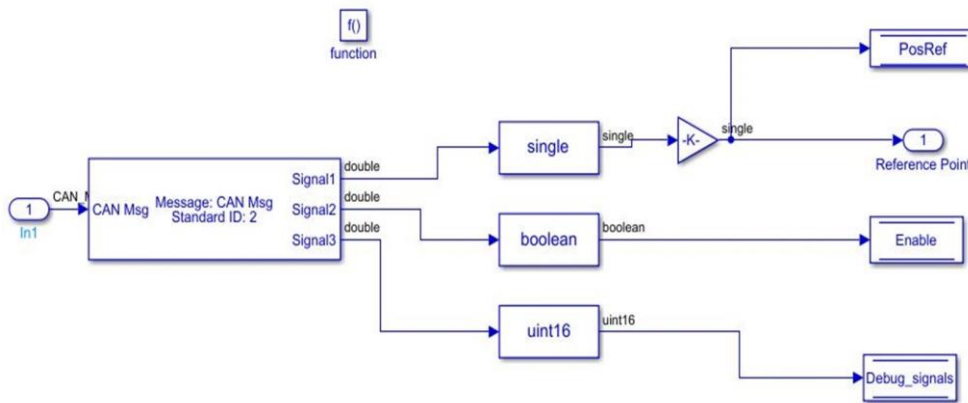 f()
function
PosRef
single
single
-K-
single
1
Reference Point
double
Signal1
CAN_M
1
In1
CAN Msg
Message: CAN Msg
Standard ID: 2
double
Signal2
boolean
boolean
Enable
double
Signal3
uint16
uint16
Debug_signals